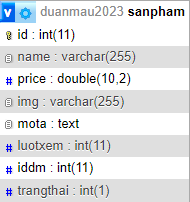 v duanmau2023 sanpham
id : int(11)
name : varchar(255)
# price : double(10,2)
img : varchar(255)
mota : text
# luotxem : int(11)
# iddm : int(11)
# trangthai : int(1)